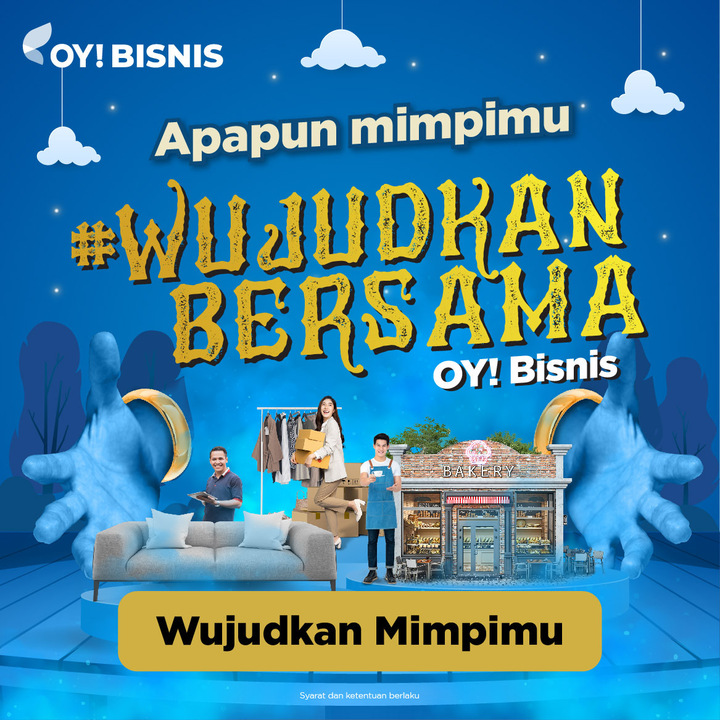 OY! BISNIS
Apapun mimpimu
#WUJUDKAN
BERSAMA
OY! Bisnis
BAKERY
Wujudkan Mimpimu
Syarat dan ketentuan berlaku